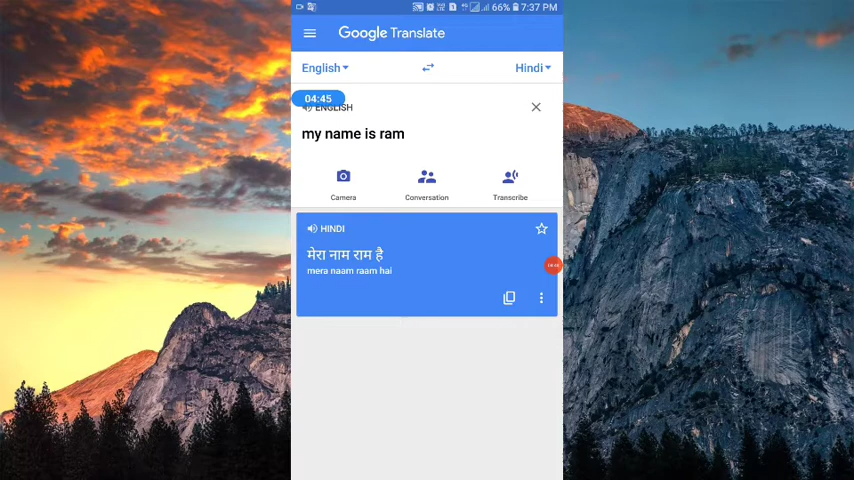 66% 7:37 PM
Google Translate
English Hindi
04:45
ENGLISH
my name is ram
Camera Conversation Transcribe
HINDI
मेरा नाम राम है
mera naam raam hai